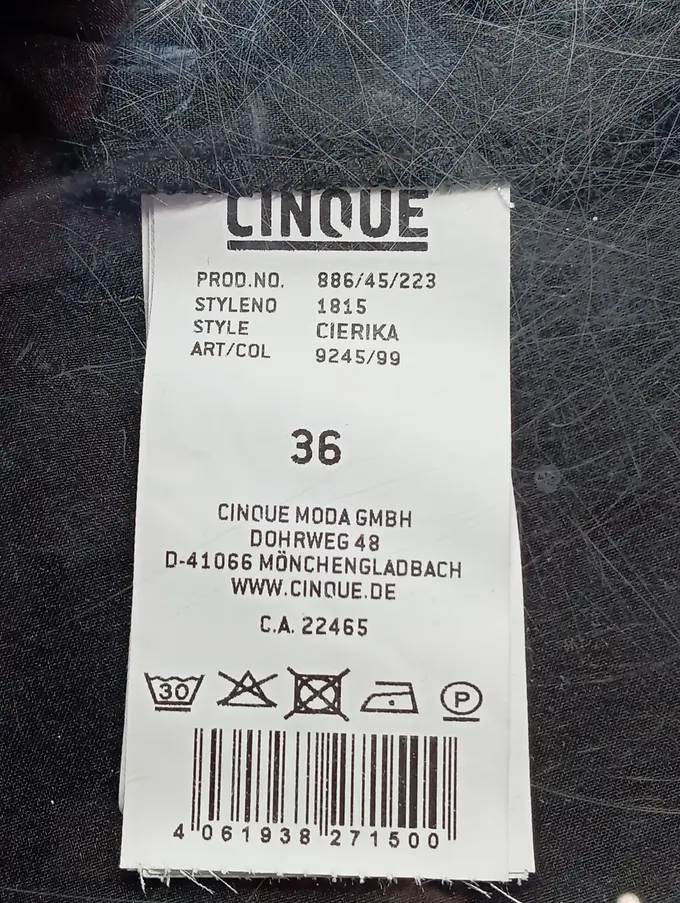 CINQUE
PROD.NO. 886/45/223
STYLENO 1815
STYLE CIERIKA
ART/COL 9245/99
36
CINQUE MODA GMBH
DOHRWEG 48
D-41066 MÖNCHENGLADBACH
WWW.CINQUE.DE
C.A. 22465
30 P
4 061938 271500